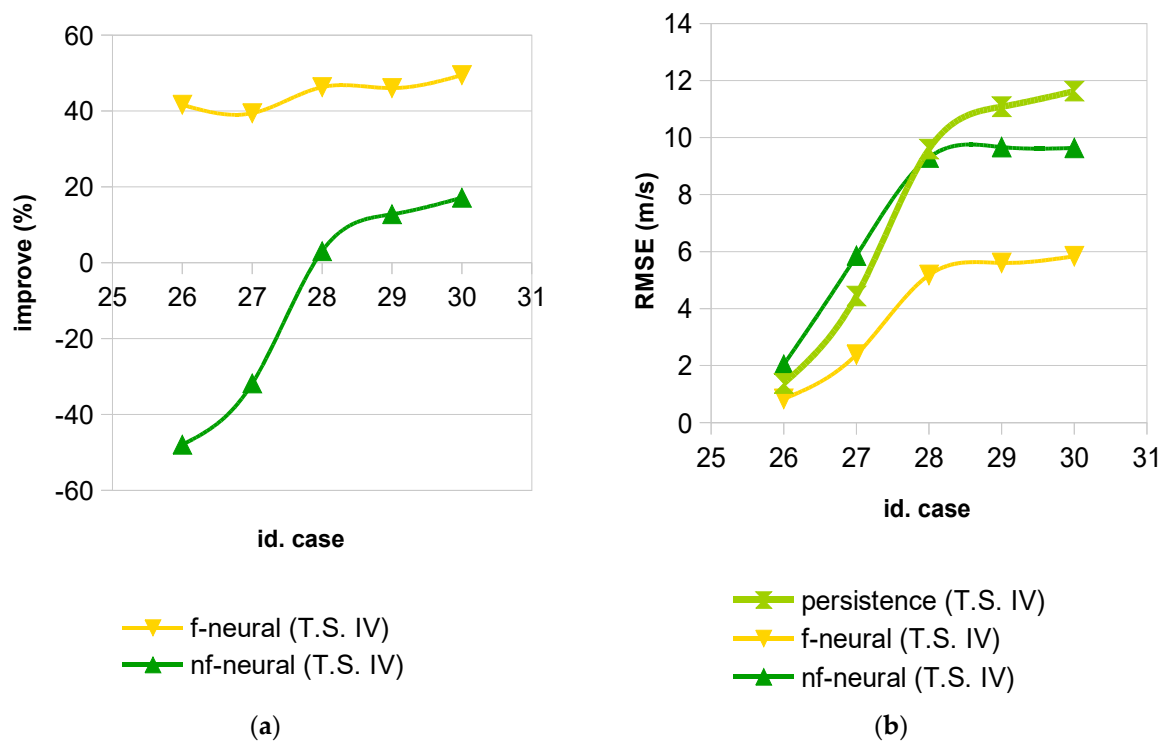 improve (%)
60
40
20
0
-20
-40
-60
25 26 27 28 29 30 31
id. case
f-neural (T.S. IV)
nf-neural (T.S. IV)
(a)
RMSE (m/s)
14
12
10
8
6
4
2
0
25 26 27 28 29 30 31
id. case
persistence (T.S. IV)
f-neural (T.S. IV)
nf-neural (T.S. IV)
(b)